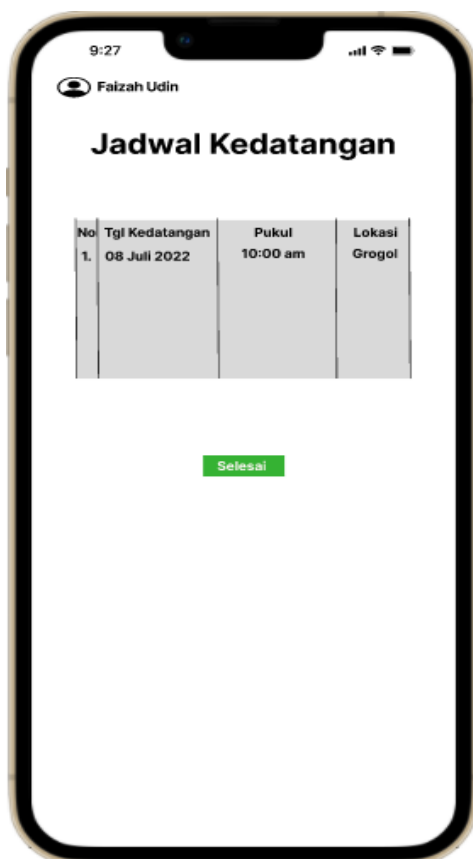 9:27
Faizah Udin
Jadwal Kedatangan
No Tgl Kedatangan Pukul Lokasi
1. 08 Juli 2022 10:00 am Grogol
Selesai